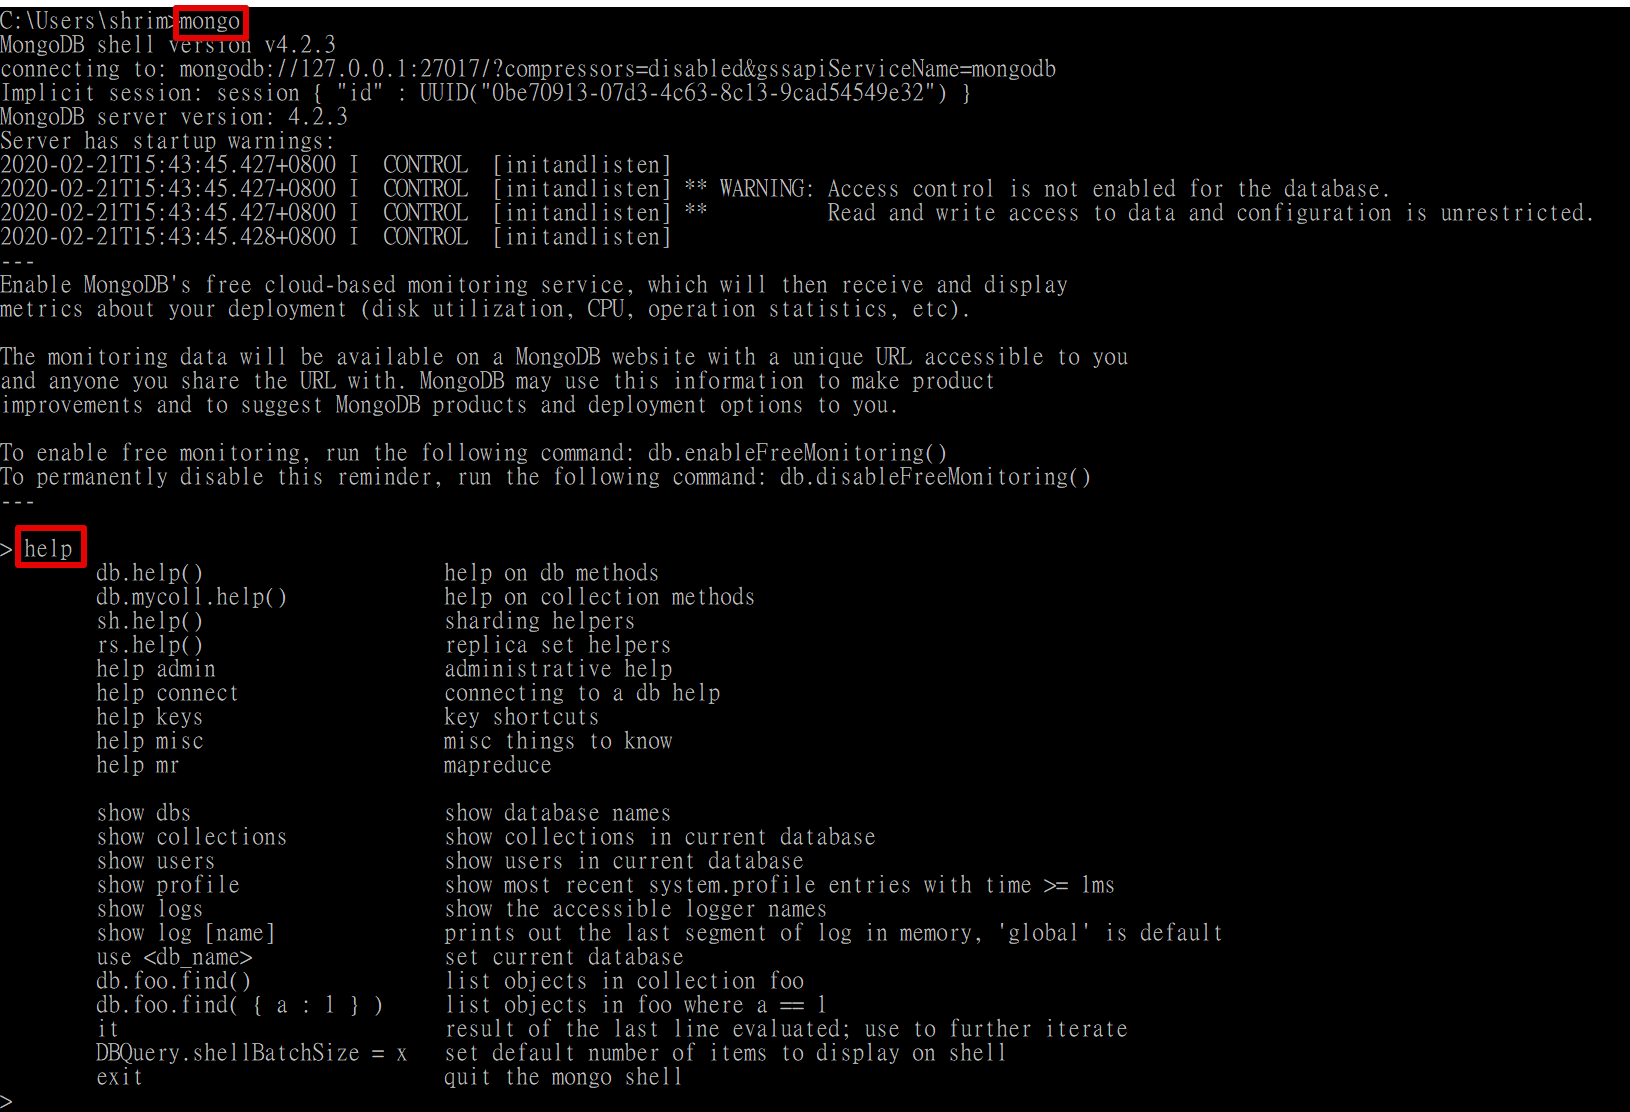 C:\Users\shrim>mongo
MongoDB shell version v4.2.3
connecting to: mongodb://127.0.0.1:27017/?compressors=disabled&gssapiServiceName=mongodb
Implicit session: session { "id" : UUID("0be70913-07d3-4c63-8c13-9cad54549e32") }
MongoDB server version: 4.2.3
Server has startup warnings:
2020-02-21T15:43:45.427+0800 I  CONTROL  [initandlisten]
2020-02-21T15:43:45.427+0800 I  CONTROL  [initandlisten] ** WARNING: Access control is not enabled for the database.
2020-02-21T15:43:45.427+0800 I  CONTROL  [initandlisten] **          Read and write access to data and configuration is unrestricted.
2020-02-21T15:43:45.428+0800 I  CONTROL  [initandlisten]
---
Enable MongoDB's free cloud-based monitoring service, which will then receive and display
metrics about your deployment (disk utilization, CPU, operation statistics, etc).

The monitoring data will be available on a MongoDB website with a unique URL accessible to you
and anyone you share the URL with. MongoDB may use this information to make product
improvements and to suggest MongoDB products and deployment options to you.

To enable free monitoring, run the following command: db.enableFreeMonitoring()
To permanently disable this reminder, run the following command: db.disableFreeMonitoring()
---

> help
        db.help()                    help on db methods
        db.mycoll.help()             help on collection methods
        sh.help()                    sharding helpers
        rs.help()                    replica set helpers
        help admin                   administrative help
        help connect                 connecting to a db help
        help keys                    key shortcuts
        help misc                    misc things to know
        help mr                      mapreduce

        show dbs                     show database names
        show collections             show collections in current database
        show users                   show users in current database
        show profile                 show most recent system.profile entries with time >= 1ms
        show logs                    show the accessible logger names
        show log [name]              prints out the last segment of log in memory, 'global' is default
        use <db_name>                set current database
        db.foo.find()                list objects in collection foo
        db.foo.find( { a : 1 } )     list objects in foo where a == 1
        it                           result of the last line evaluated; use to further iterate
        DBQuery.shellBatchSize = x   set default number of items to display on shell
        exit                         quit the mongo shell
>